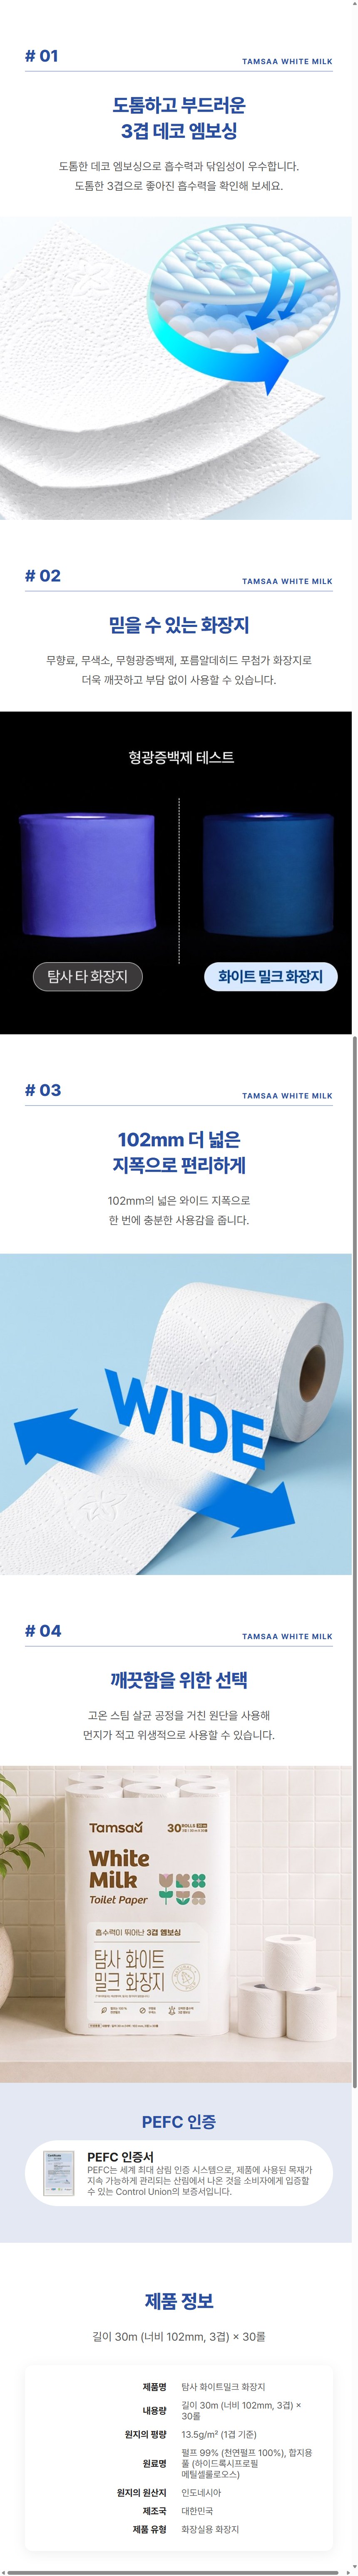 # 01
TAMSAA WHITE MILK
도톰하고 부드러운
3겹 데코 엠보싱
도톰한 데코 엠보싱으로 흡수력과 닦임성이 우수합니다.
도톰한 3겹으로 좋아진 흡수력을 확인해 보세요.
# 02
TAMSAA WHITE MILK
믿을 수 있는 화장지
무향료, 무색소, 무형광증백제, 포름알데히드 무첨가 화장지로
더욱 깨끗하고 부담 없이 사용할 수 있습니다.
형광증백제 테스트
탐사 타 화장지
화이트 밀크 화장지
# 03
TAMSAA WHITE MILK
102mm 더 넓은
지폭으로 편리하게
102mm의 넓은 와이드 지폭으로
한 번에 충분한 사용감을 줍니다.
WIDE
# 04
TAMSAA WHITE MILK
깨끗함을 위한 선택
고온 스팀 살균 공정을 거친 원단을 사용해
먼지가 적고 위생적으로 사용할 수 있습니다.
Tamsaa
30 ROLLS 30 m
White
Milk
Toilet Paper
흡수력이 뛰어난 3겹 엠보싱
탐사 화이트
밀크 화장지
PEFC 인증
PEFC 인증서
PEFC는 세계 최대 삼림 인증 시스템으로, 제품에 사용된 목재가
지속 가능하게 관리되는 산림에서 나온 것을 소비자에게 입증할
수 있는 Control Union의 보증서입니다.
제품 정보
길이 30m (너비 102mm, 3겹) × 30롤
제품명 탐사 화이트밀크 화장지
내용량 길이 30m (너비 102mm, 3겹) ×
30롤
원지의 평량 13.5g/m² (1겹 기준)
원료명 펄프 99% (천연펄프 100%), 합지용
풀 (하이드록시프로필
메틸셀룰로오스)
원지의 원산지 인도네시아
제조국 대한민국
제품 유형 화장실용 화장지